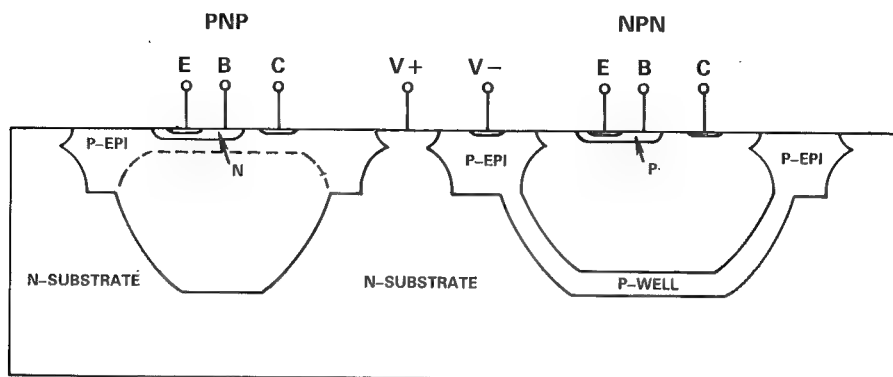 PNP NPN
E B C V+ V− E B C
P–EPI N P–EPI P P–EPI
N–SUBSTRATE N–SUBSTRATE P–WELL